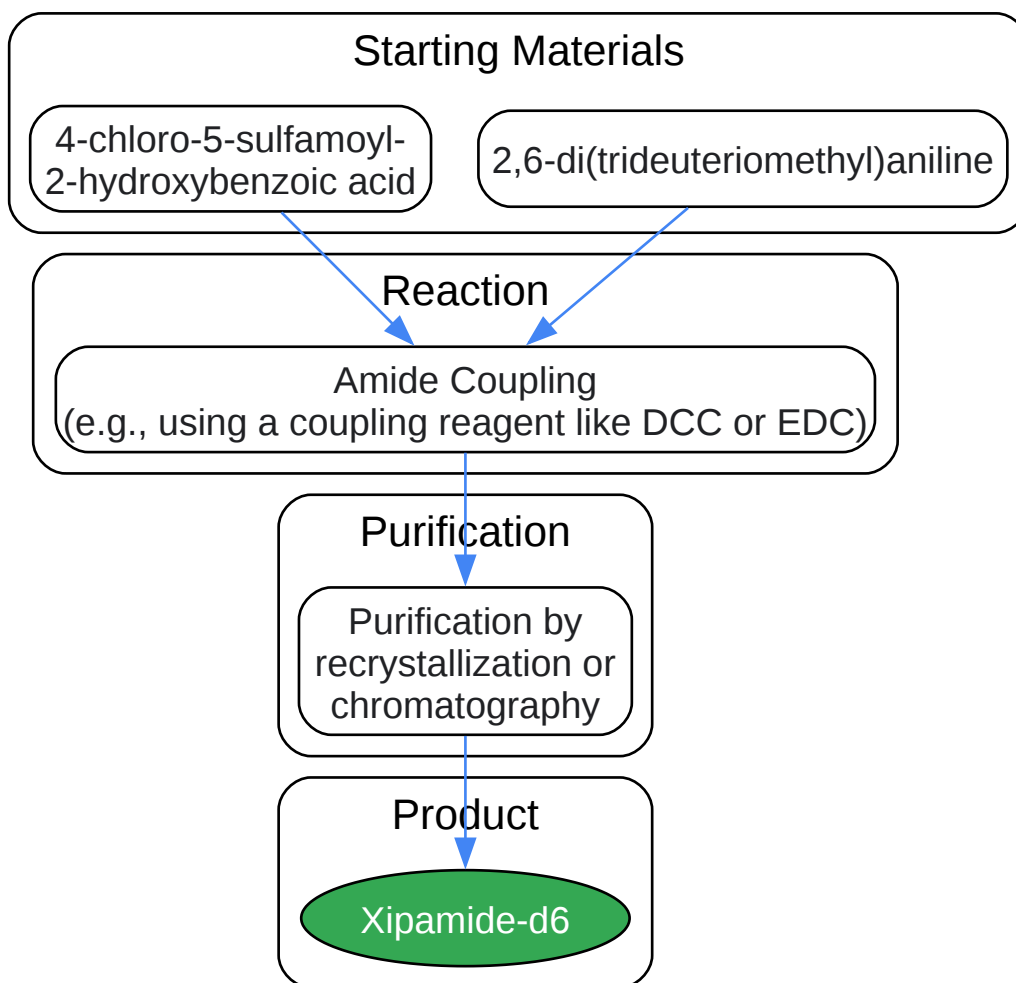 Starting Materials
4-chloro-5-sulfamoyl-
2-hydroxybenzoic acid
2,6-di(trideuteriomethyl)aniline
Reaction
Amide Coupling
(e.g., using a coupling reagent like DCC or EDC)
Purification
Purification by
recrystallization or
chromatography
Product
Xipamide-d6